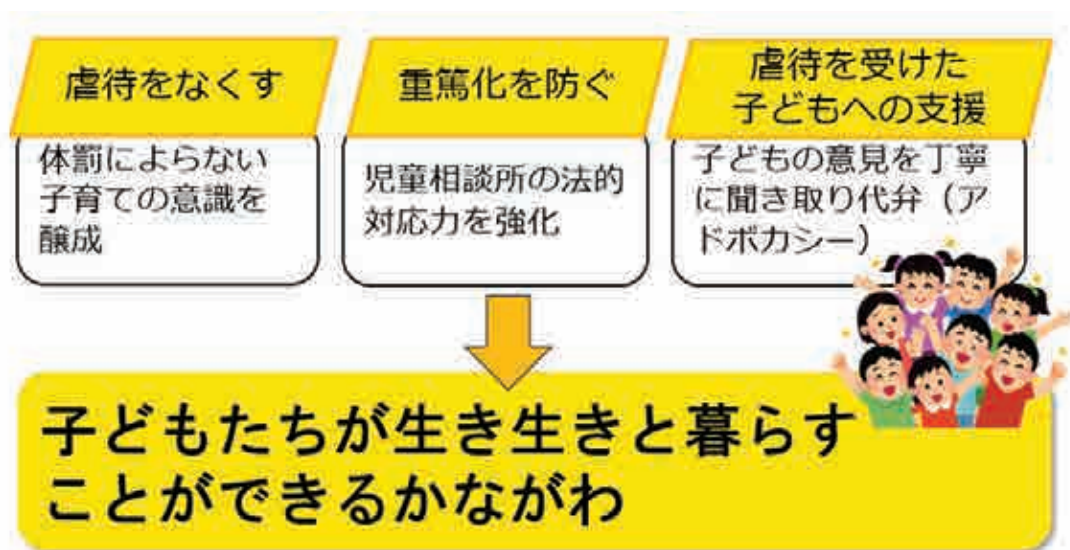 虐待をなくす
体罰によらない
子育ての意識を
醸成
重篤化を防ぐ
児童相談所の法的
対応力を強化
虐待を受けた
子どもへの支援
子どもの意見を丁寧
に聞き取り代弁（ア
ドボカシー）
子どもたちが生き生きと暮らす
ことができるかながわ